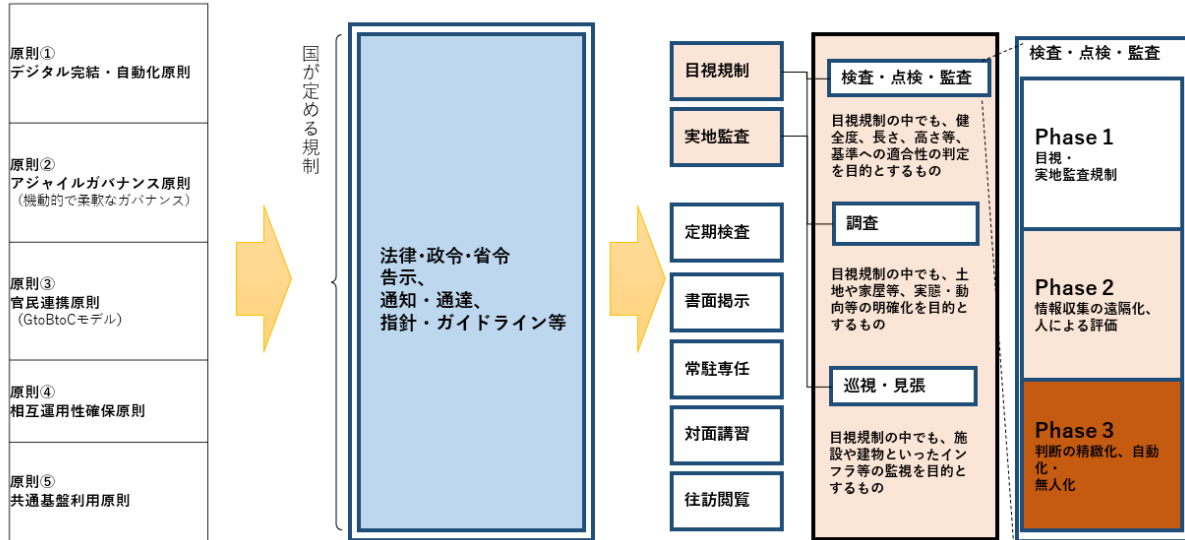 原則①
デジタル完結・自動化原則
原則②
アジャイルガバナンス原則
（機動的で柔軟なガバナンス）
原則③
官民連携原則
（GtoBtoCモデル）
原則④
相互運用性確保原則
原則⑤
共通基盤利用原則
国が定める規制
法律・政令・省令
告示、
通知・通達、
指針・ガイドライン等
目視規制
実地監査
定期検査
書面掲示
常駐専任
対面講習
往訪閲覧
検査・点検・監査
目視規制の中でも、健
全度、長さ、高さ等、
基準への適合性の判定
を目的とするもの
調査
目視規制の中でも、土
地や家屋等、実態・動
向等の明確化を目的と
するもの
巡視・見張
目視規制の中でも、施
設や建物といったイン
フラ等の監視を目的と
するもの
検査・点検・監査
Phase 1
目視・
実地監査規制
Phase 2
情報収集の遠隔化、
人による評価
Phase 3
判断の精緻化、自動
化・
無人化